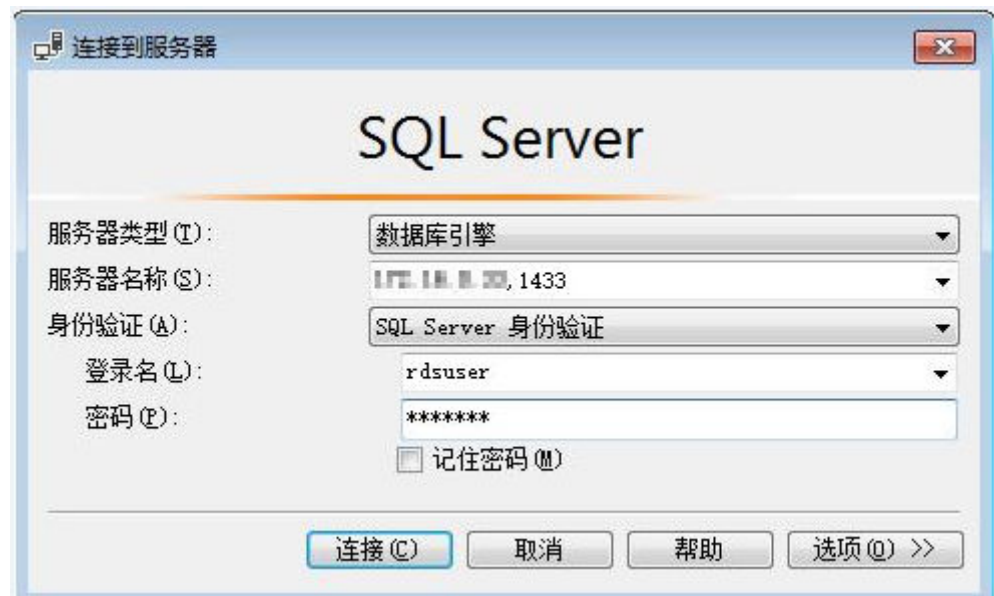 连接到服务器
SQL Server
服务器类型(T): 数据库引擎
服务器名称(S): , 1433
身份验证(A): SQL Server 身份验证
登录名(L): rdsuser
密码(P): *******
记住密码(M)
连接(C) 取消 帮助 选项(O) >>